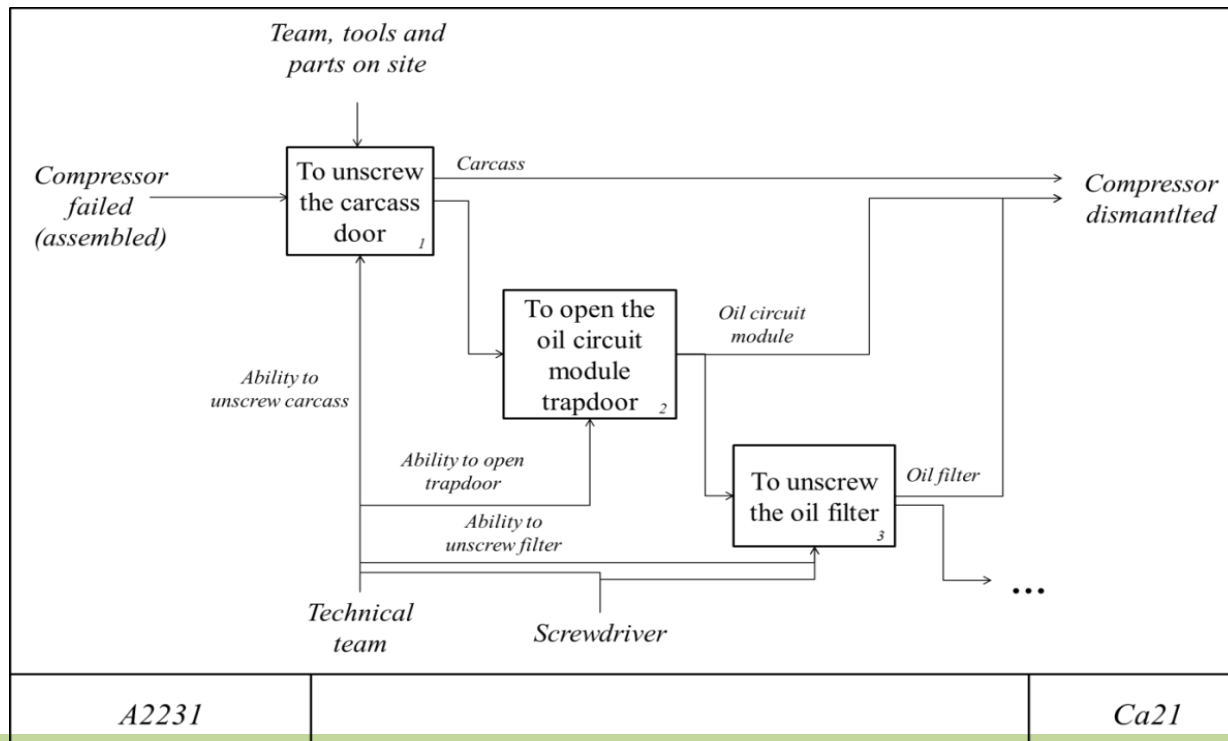 Team, tools and
parts on site
Compressor
failed
(assembled)
To unscrew
the carcass
door
1
Carcass
Compressor
dismantlted
To open the
oil circuit
module
trapdoor
2
Oil circuit
module
Ability to
unscrew carcass
Ability to open
trapdoor
To unscrew
the oil filter
3
Oil filter
Ability to
unscrew filter
...
Technical
team
Screwdriver
A2231
Ca21